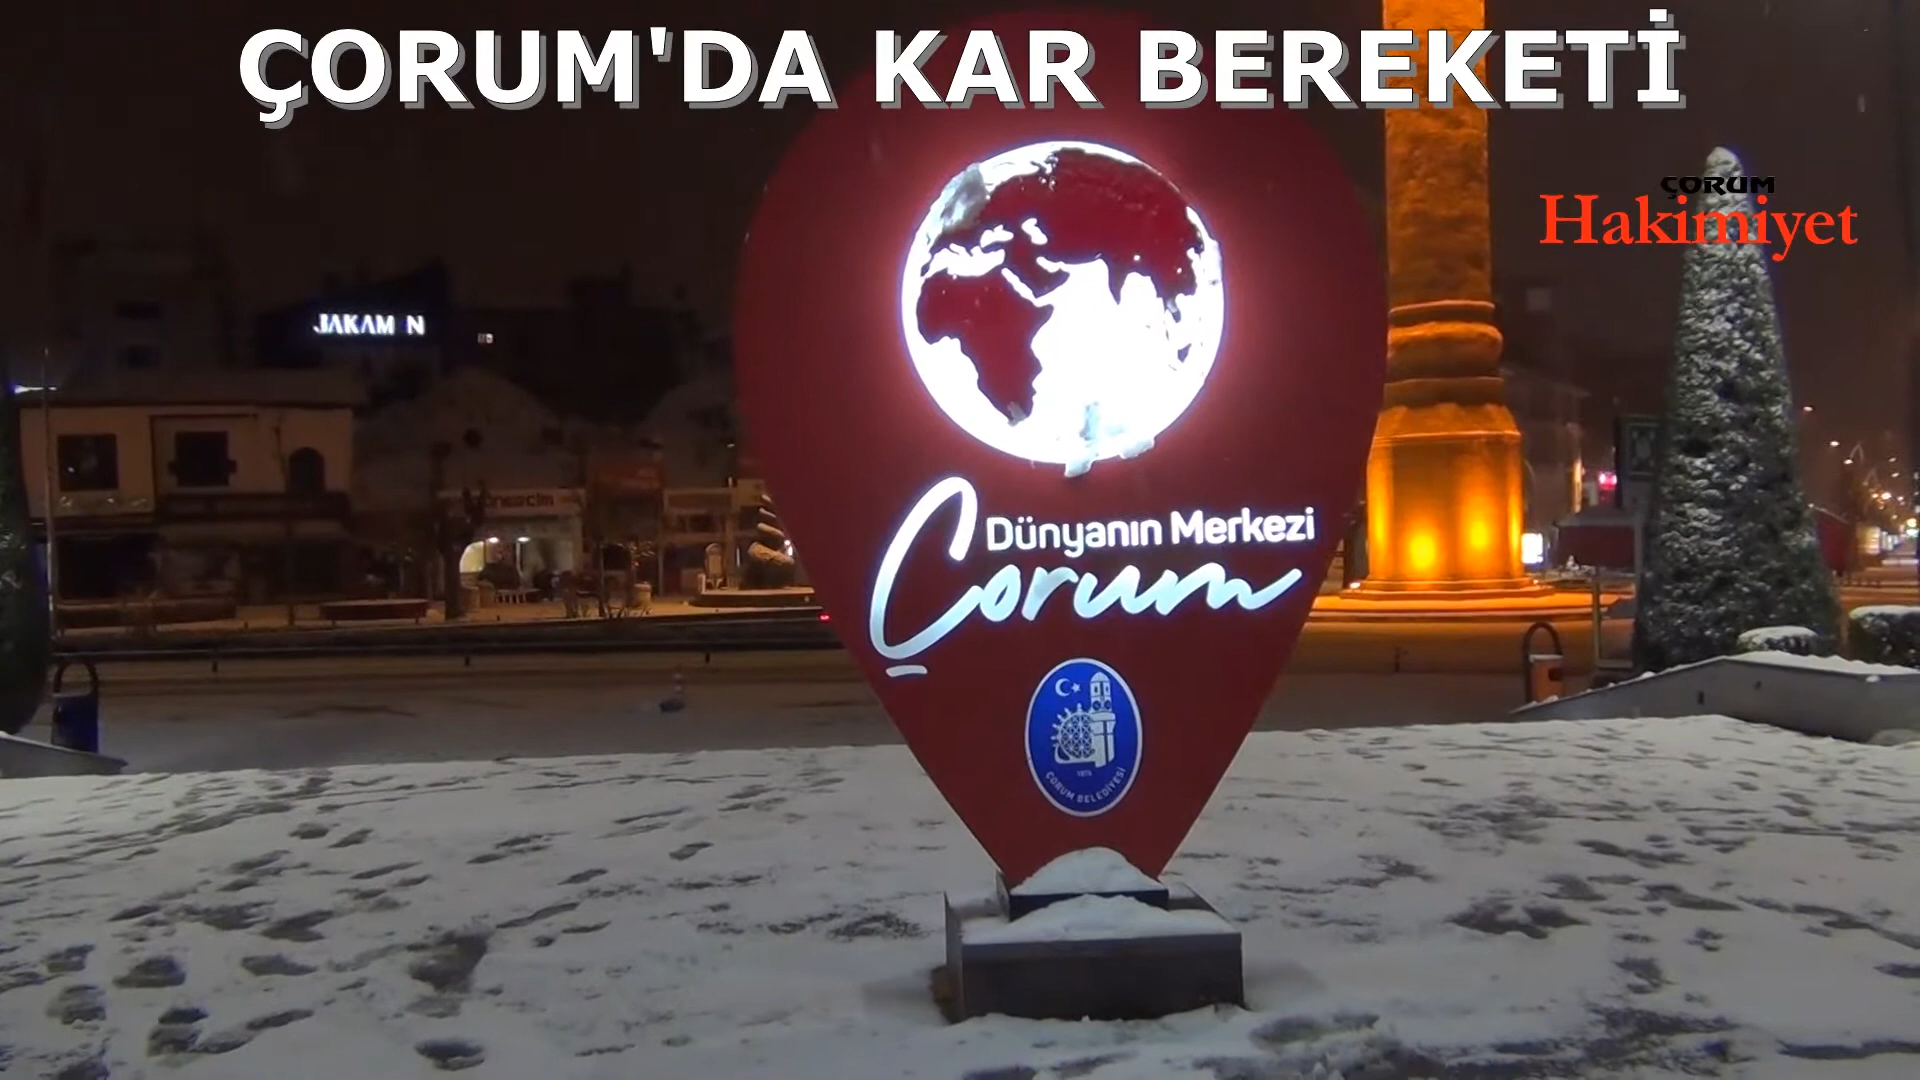 ÇORUM'DA KAR BEREKETİ
ÇORUM
Hakimiyet
JAKAM N
Dünyanın Merkezi
Çorum
ÇORUM BELEDİYESİ